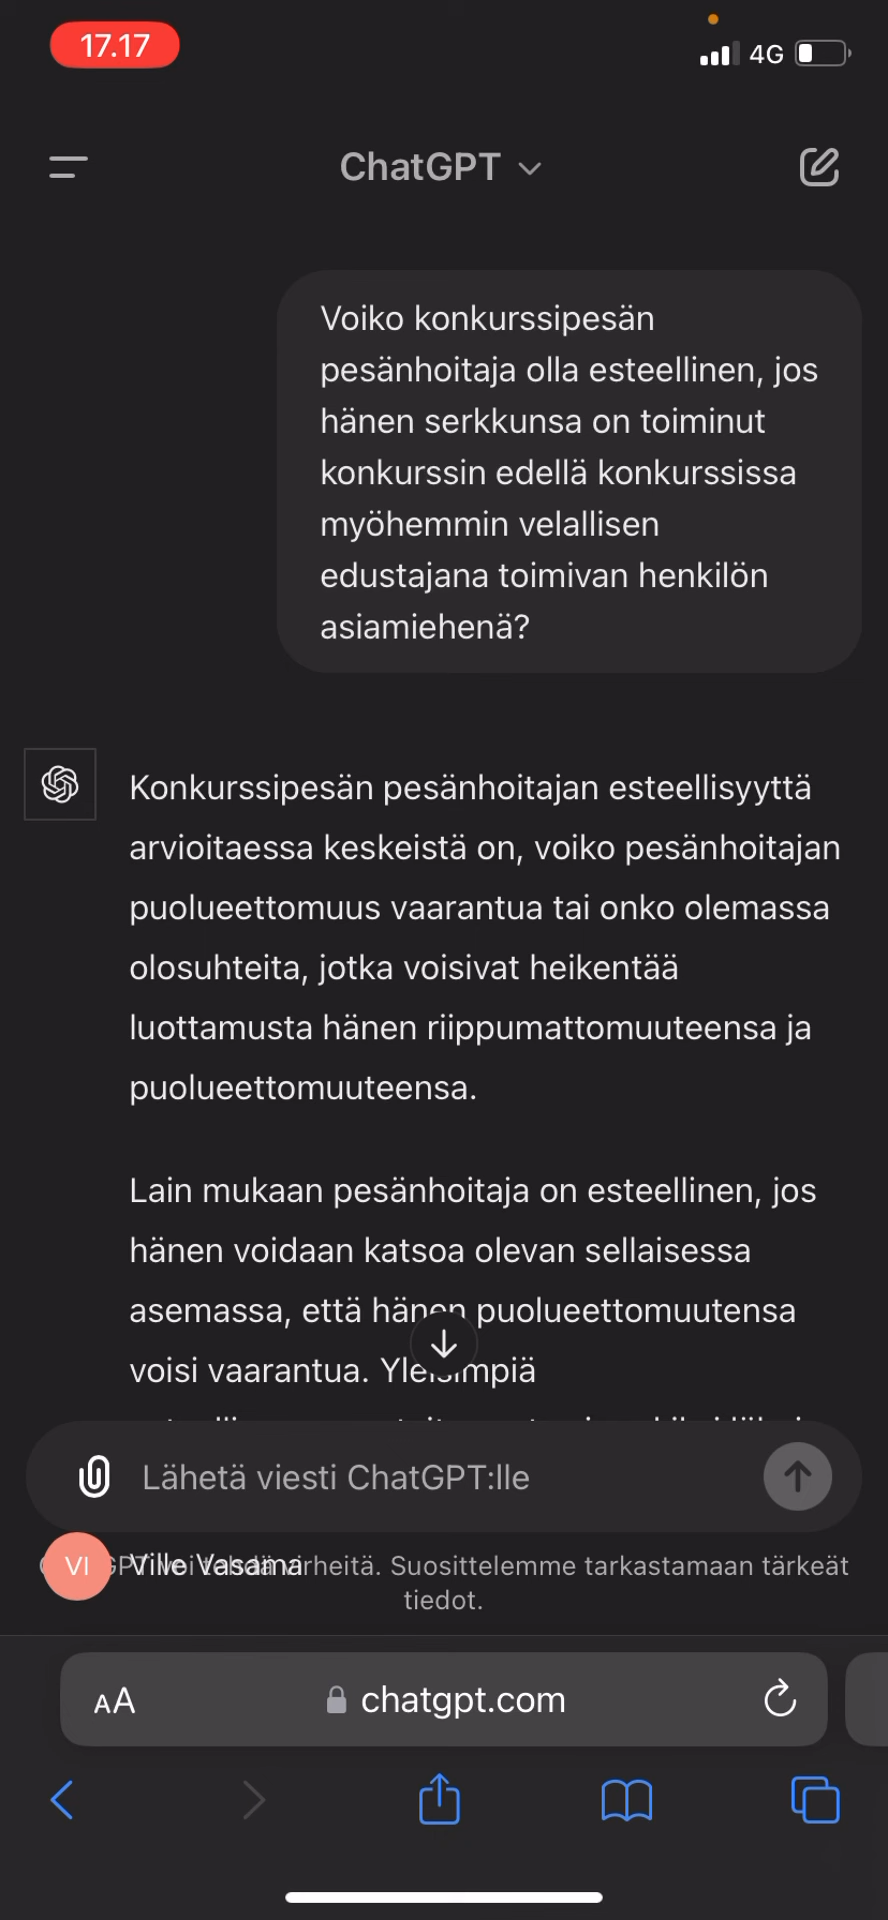 17.17
4G
ChatGPT
Voiko konkurssipesän
pesänhoitaja olla esteellinen, jos
hänen serkkunsa on toiminut
konkurssin edellä konkurssissa
myöhemmin velallisen
edustajana toimivan henkilön
asiamiehenä?
Konkurssipesän pesänhoitajan esteellisyyttä
arvioitaessa keskeistä on, voiko pesänhoitajan
puolueettomuus vaarantua tai onko olemassa
olosuhteita, jotka voisivat heikentää
luottamusta hänen riippumattomuuteensa ja
puolueettomuuteensa.
Lain mukaan pesänhoitaja on esteellinen, jos
hänen voidaan katsoa olevan sellaisessa
asemassa, että hänen puolueettomuutensa
voisi vaarantua. Yleisimpiä
Lähetä viesti ChatGPT:lle
VI Ville Vasama
virheitä. Suosittelemme tarkastamaan tärkeät
tiedot.
AA chatgpt.com